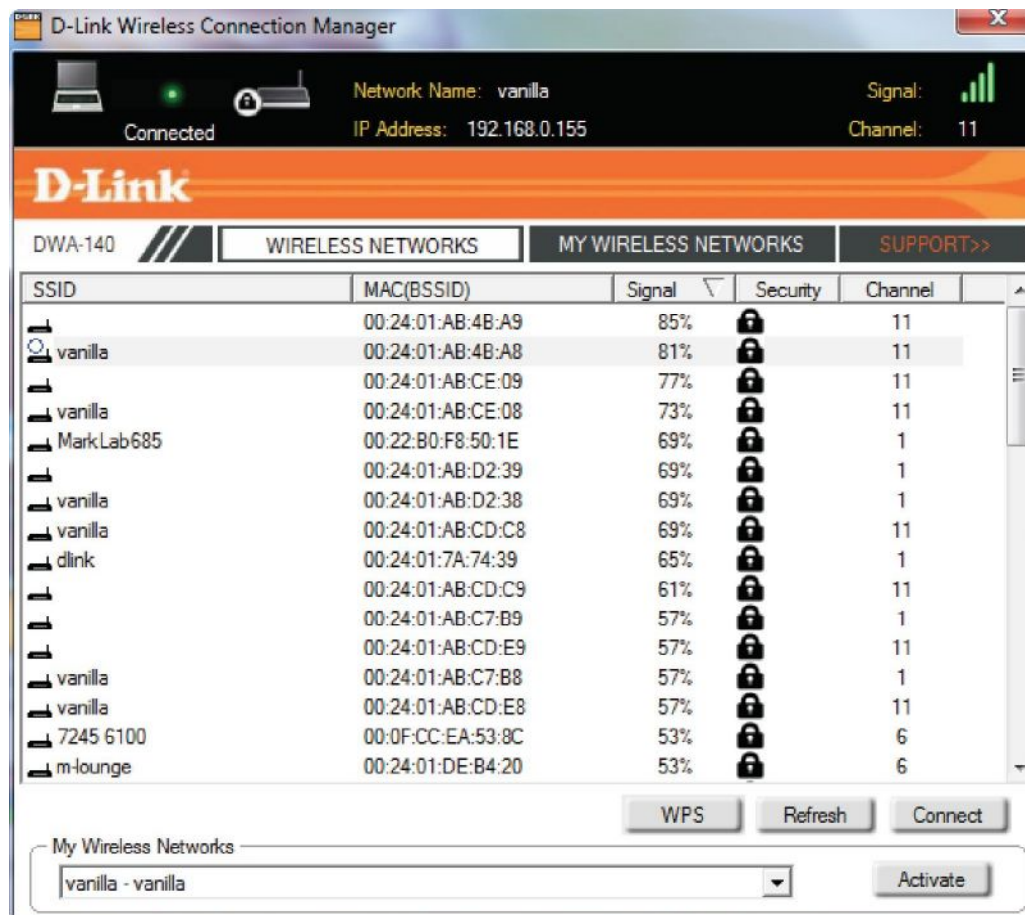 D-Link Wireless Connection Manager
Network Name: vanilla Signal:
Connected IP Address: 192.168.0.155 Channel: 11
D-Link
DWA-140 WIRELESS NETWORKS MY WIRELESS NETWORKS SUPPORT>>
SSID MAC(BSSID) Signal Security Channel
00:24:01:AB:4B:A9 85% 11
vanilla 00:24:01:AB:4B:A8 81% 11
00:24:01:AB:CE:09 77% 11
vanilla 00:24:01:AB:CE:08 73% 11
MarkLab685 00:22:B0:F8:50:1E 69% 1
00:24:01:AB:D2:39 69% 1
vanilla 00:24:01:AB:D2:38 69% 1
vanilla 00:24:01:AB:CD:C8 69% 11
dlink 00:24:01:7A:74:39 65% 1
00:24:01:AB:CD:C9 61% 11
00:24:01:AB:C7:B9 57% 1
00:24:01:AB:CD:E9 57% 11
vanilla 00:24:01:AB:C7:B8 57% 1
vanilla 00:24:01:AB:CD:E8 57% 11
7245 6100 00:0F:CC:EA:53:8C 53% 6
m-lounge 00:24:01:DE:B4:20 53% 6
WPS Refresh Connect
My Wireless Networks
vanilla - vanilla Activate